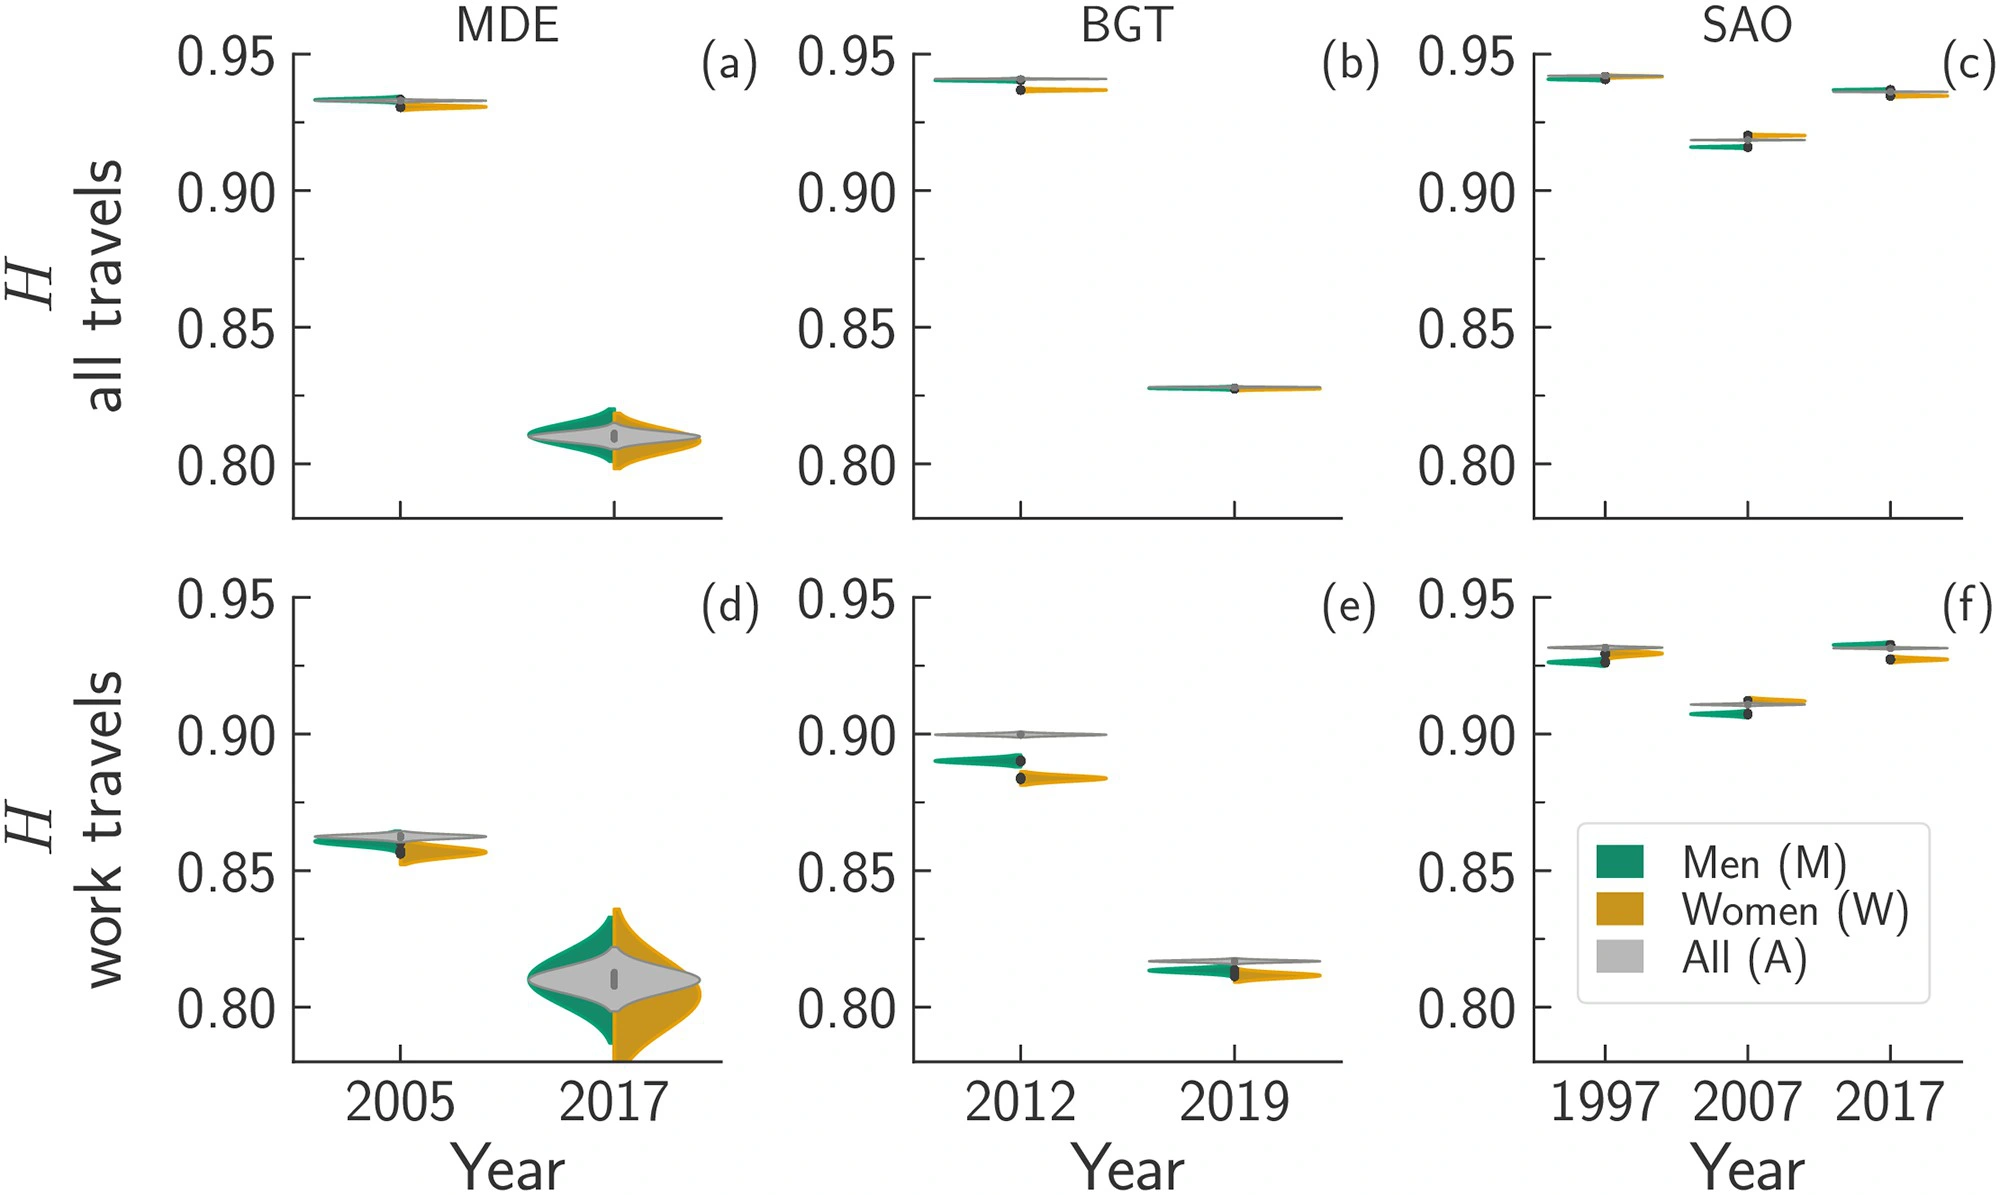 MDE
BGT
SAO
(a)
(b)
(c)
0.95
0.90
0.85
0.80
0.95
0.90
0.85
0.80
0.95
0.90
0.85
0.80
H
all travels
(d)
(e)
(f)
0.95
0.90
0.85
0.80
0.95
0.90
0.85
0.80
0.95
0.90
0.85
0.80
H
work travels
Men (M)
Women (W)
All (A)
2005 2017
2012 2019
1997 2007 2017
Year
Year
Year